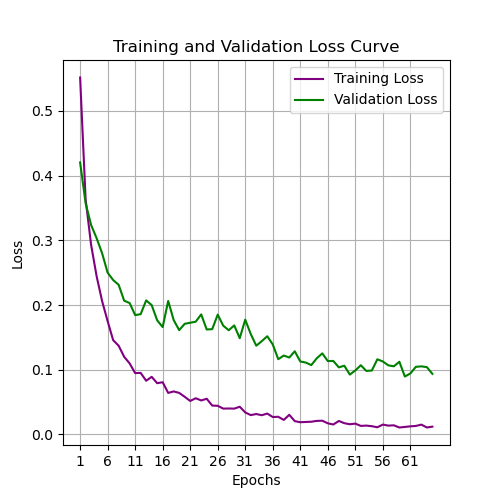 Training and Validation Loss Curve
Training Loss
Validation Loss
0.5
0.4
0.3
0.2
0.1
0.0
Loss
1 6 11 16 21 26 31 36 41 46 51 56 61
Epochs